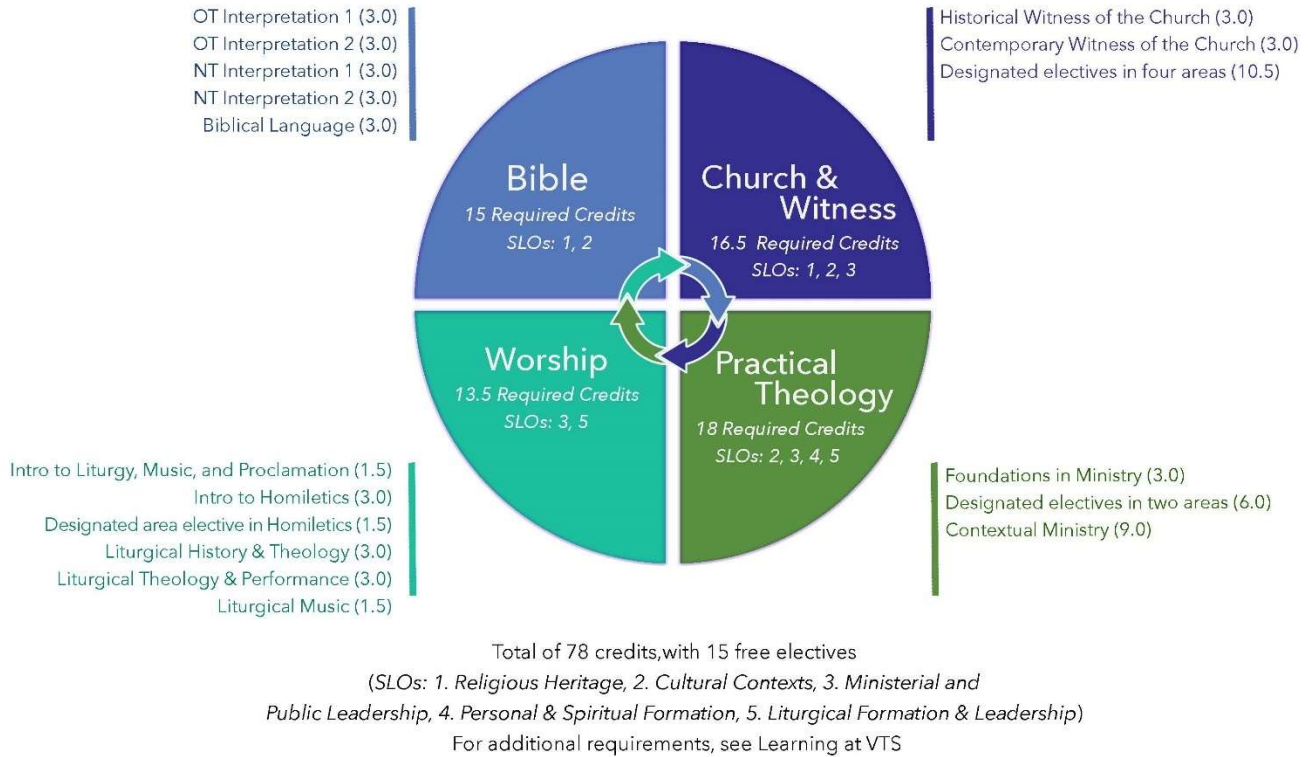 OT Interpretation 1 (3.0)
OT Interpretation 2 (3.0)
NT Interpretation 1 (3.0)
NT Interpretation 2 (3.0)
Biblical Language (3.0)
Historical Witness of the Church (3.0)
Contemporary Witness of the Church (3.0)
Designated electives in four areas (10.5)
Bible
15 Required Credits
SLOs: 1, 2
Church &
Witness
16.5 Required Credits
SLOs: 1, 2, 3
Worship
13.5 Required Credits
SLOs: 3, 5
Practical
Theology
18 Required Credits
SLOs: 2, 3, 4, 5
Intro to Liturgy, Music, and Proclamation (1.5)
Intro to Homiletics (3.0)
Designated area elective in Homiletics (1.5)
Liturgical History & Theology (3.0)
Liturgical Theology & Performance (3.0)
Liturgical Music (1.5)
Foundations in Ministry (3.0)
Designated electives in two areas (6.0)
Contextual Ministry (9.0)
Total of 78 credits,with 15 free electives
(SLOs: 1. Religious Heritage, 2. Cultural Contexts, 3. Ministerial and
Public Leadership, 4. Personal & Spiritual Formation, 5. Liturgical Formation & Leadership)
For additional requirements, see Learning at VTS